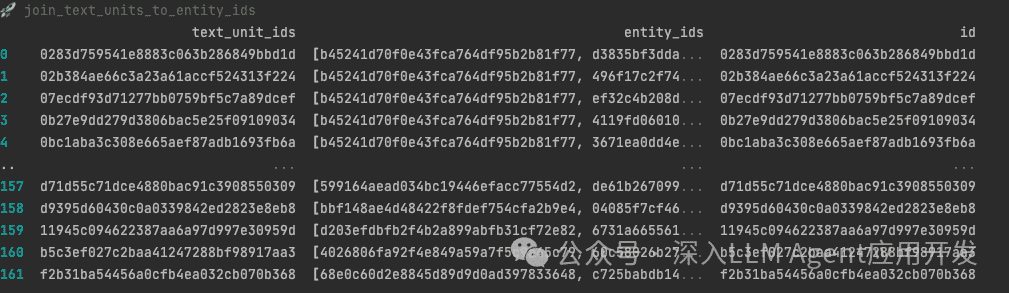 🚀 join_text_units_to_entity_ids
text_unit_ids entity_ids id
0 0283d759541e8883c063b286849bbd1d [b45241d70f0e43fca764df95b2b81f77, d3835bf3dda... 0283d759541e8883c063b286849bbd1d
1 02b384ae66c3a23a61accf524313f224 [b45241d70f0e43fca764df95b2b81f77, 496f17c2f74... 02b384ae66c3a23a61accf524313f224
2 07ecdf93d71277bb0759bf5c7a89dcef [b45241d70f0e43fca764df95b2b81f77, ef32c4b208d... 07ecdf93d71277bb0759bf5c7a89dcef
3 0b27e9dd279d3806bac5e25f09109034 [b45241d70f0e43fca764df95b2b81f77, 4119fd06010... 0b27e9dd279d3806bac5e25f09109034
4 0bc1aba3c308e665aef87adb1693fb6a [b45241d70f0e43fca764df95b2b81f77, 3671ea0dd4e... 0bc1aba3c308e665aef87adb1693fb6a
.. ... ... ...
157 d71d55c71dce4880bac91c3908550309 [599164aead034bc19446efacc77554d2, de61b267099... d71d55c71dce4880bac91c3908550309
158 d9395d60430c0a0339842ed2823e8eb8 [bbf148ae4d48422f8fdef754cfa2b9e4, 04085f7cf46... d9395d60430c0a0339842ed2823e8eb8
159 11945c094622387aa6a97d997e30959d [d203efdbfb2f4b2a899abfb31cf72e82, 6731a665561... 11945c094622387aa6a97d997e30959d
160 b5c3ef027c2baa41247288bf98917aa3
161 f2b31ba54456a0cfb4ea032cb070b368 [68e0c60d2e8845d89d9d0ad397833648, c725babdb14... f2b31ba54456a0cfb4ea032cb070b368
公众号 · 深入LLM Agent应用开发